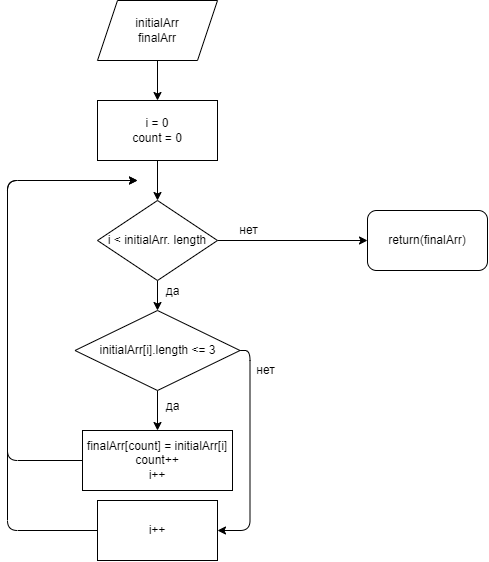 initialArr
finalArr
i = 0
count = 0
i < initialArr. length
нет
return(finalArr)
да
initialArr[i].length <= 3
нет
да
finalArr[count] = initialArr[i]
count++
i++
i++